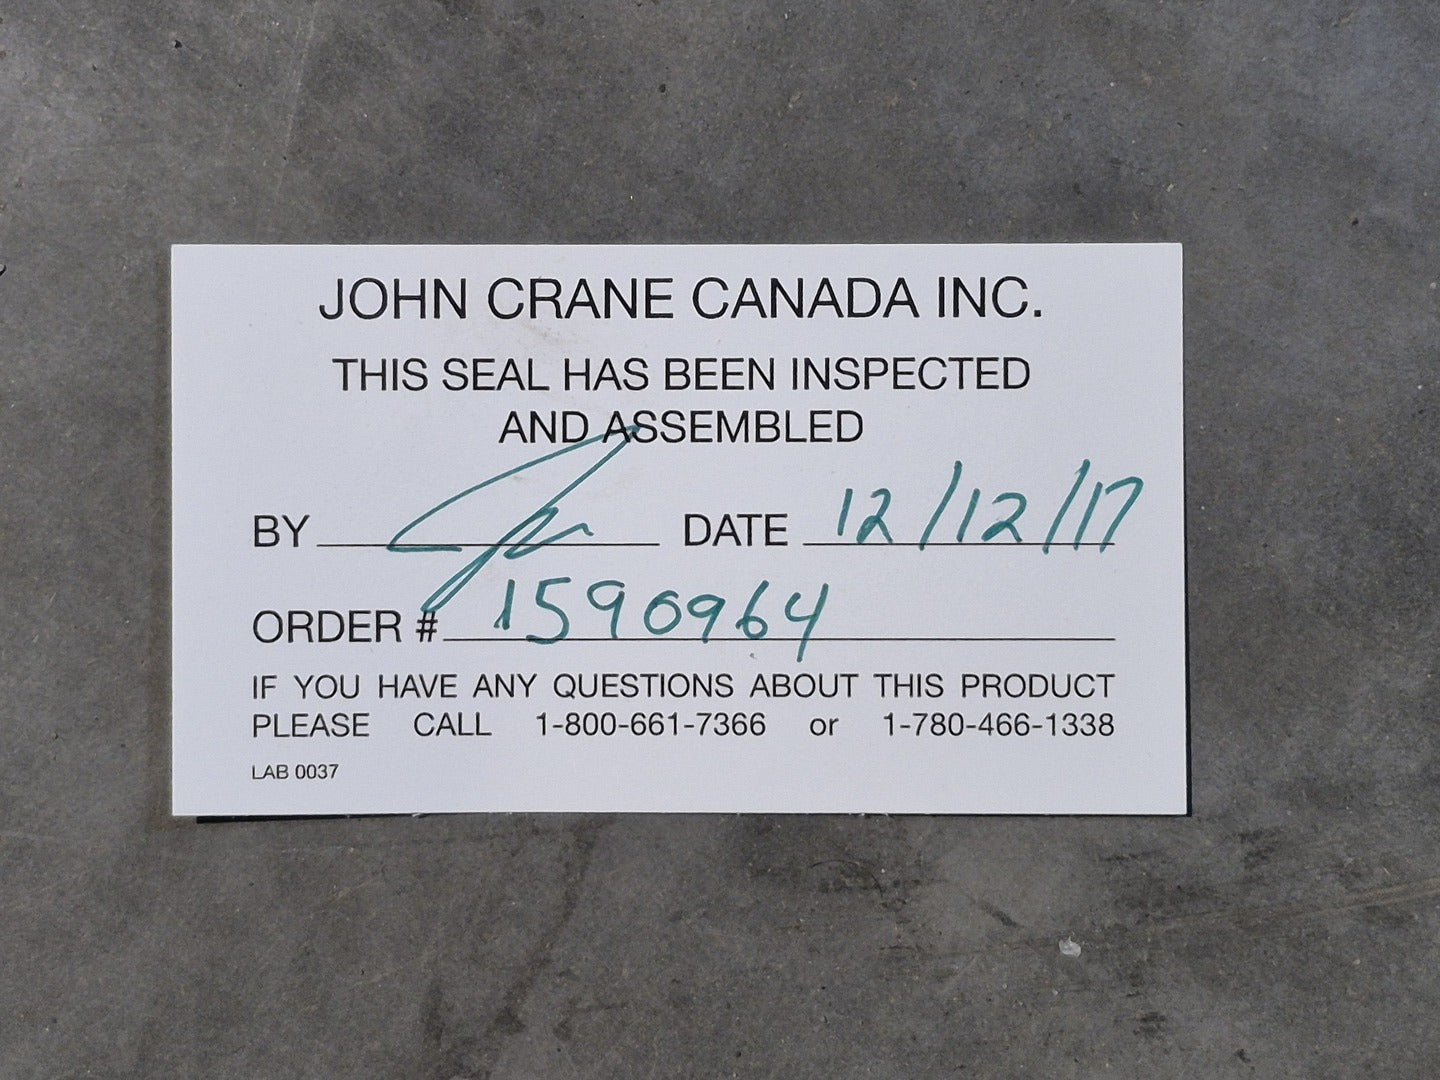 JOHN CRANE CANADA INC.
THIS SEAL HAS BEEN INSPECTED
AND ASSEMBLED
BY DATE 12/12/17
ORDER # 1590964
IF YOU HAVE ANY QUESTIONS ABOUT THIS PRODUCT
PLEASE CALL 1-800-661-7366 or 1-780-466-1338
LAB 0037